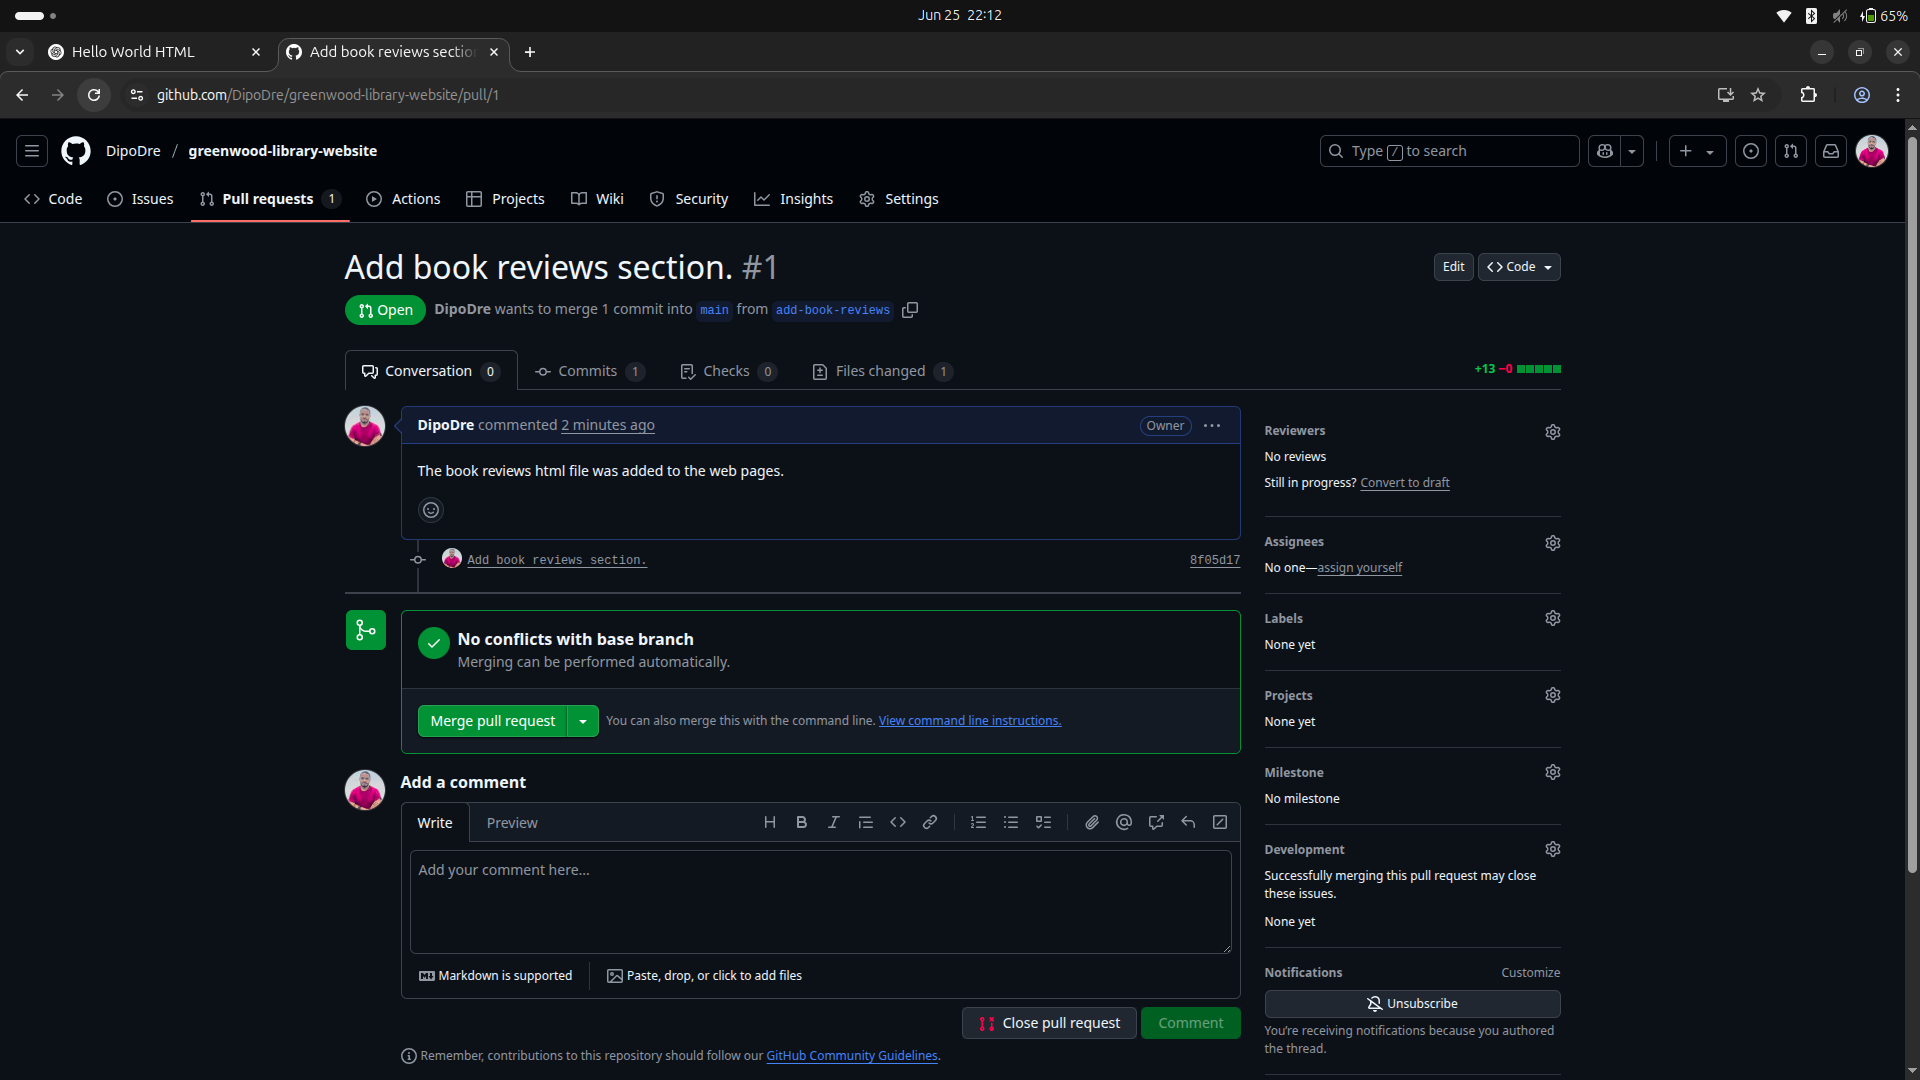 Jun 25 22:12
65%
Hello World HTML
Add book reviews sectio
github.com/DipoDre/greenwood-library-website/pull/1
DipoDre / greenwood-library-website
Type / to search
Code
Issues
Pull requests 1
Actions
Projects
Wiki
Security
Insights
Settings
Add book reviews section. #1
Edit
Code
Open
DipoDre wants to merge 1 commit into main from add-book-reviews
Conversation 0
Commits 1
Checks 0
Files changed 1
+13 −0
DipoDre commented 2 minutes ago
Owner
The book reviews html file was added to the web pages.
Add book reviews section.
8f05d17
No conflicts with base branch
Merging can be performed automatically.
Merge pull request
You can also merge this with the command line. View command line instructions.
Add a comment
Write
Preview
Add your comment here...
Markdown is supported
Paste, drop, or click to add files
Close pull request
Comment
Remember, contributions to this repository should follow our GitHub Community Guidelines.
Reviewers
No reviews
Still in progress? Convert to draft
Assignees
No one—assign yourself
Labels
None yet
Projects
None yet
Milestone
No milestone
Development
Successfully merging this pull request may close
these issues.
None yet
Notifications
Customize
Unsubscribe
You're receiving notifications because you authored
the thread.